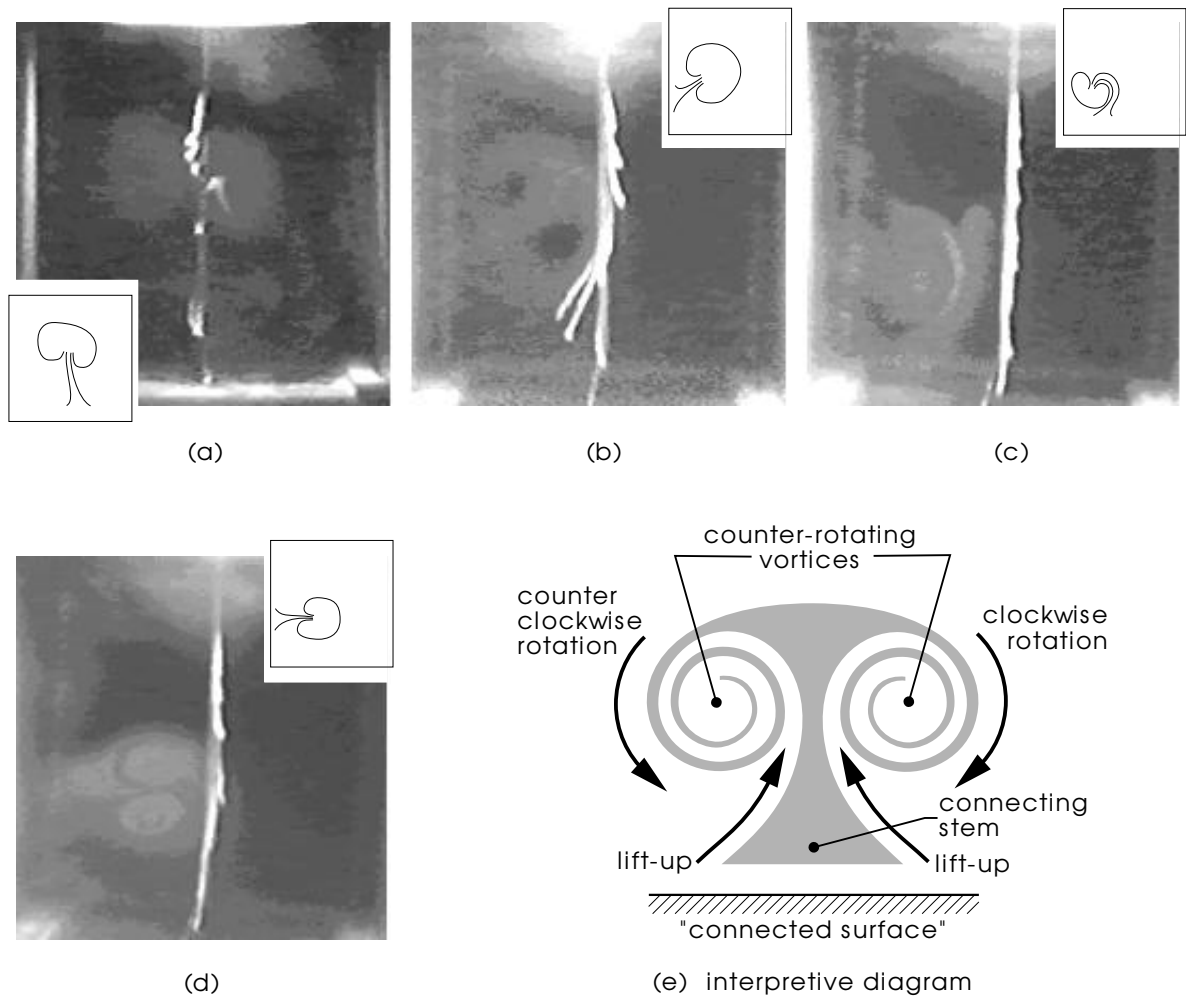 (a)
(b)
(c)
counter-rotating
vortices
counter
clockwise
rotation
clockwise
rotation
connecting
stem
lift-up
lift-up
"connected surface"
(d)
(e) interpretive diagram